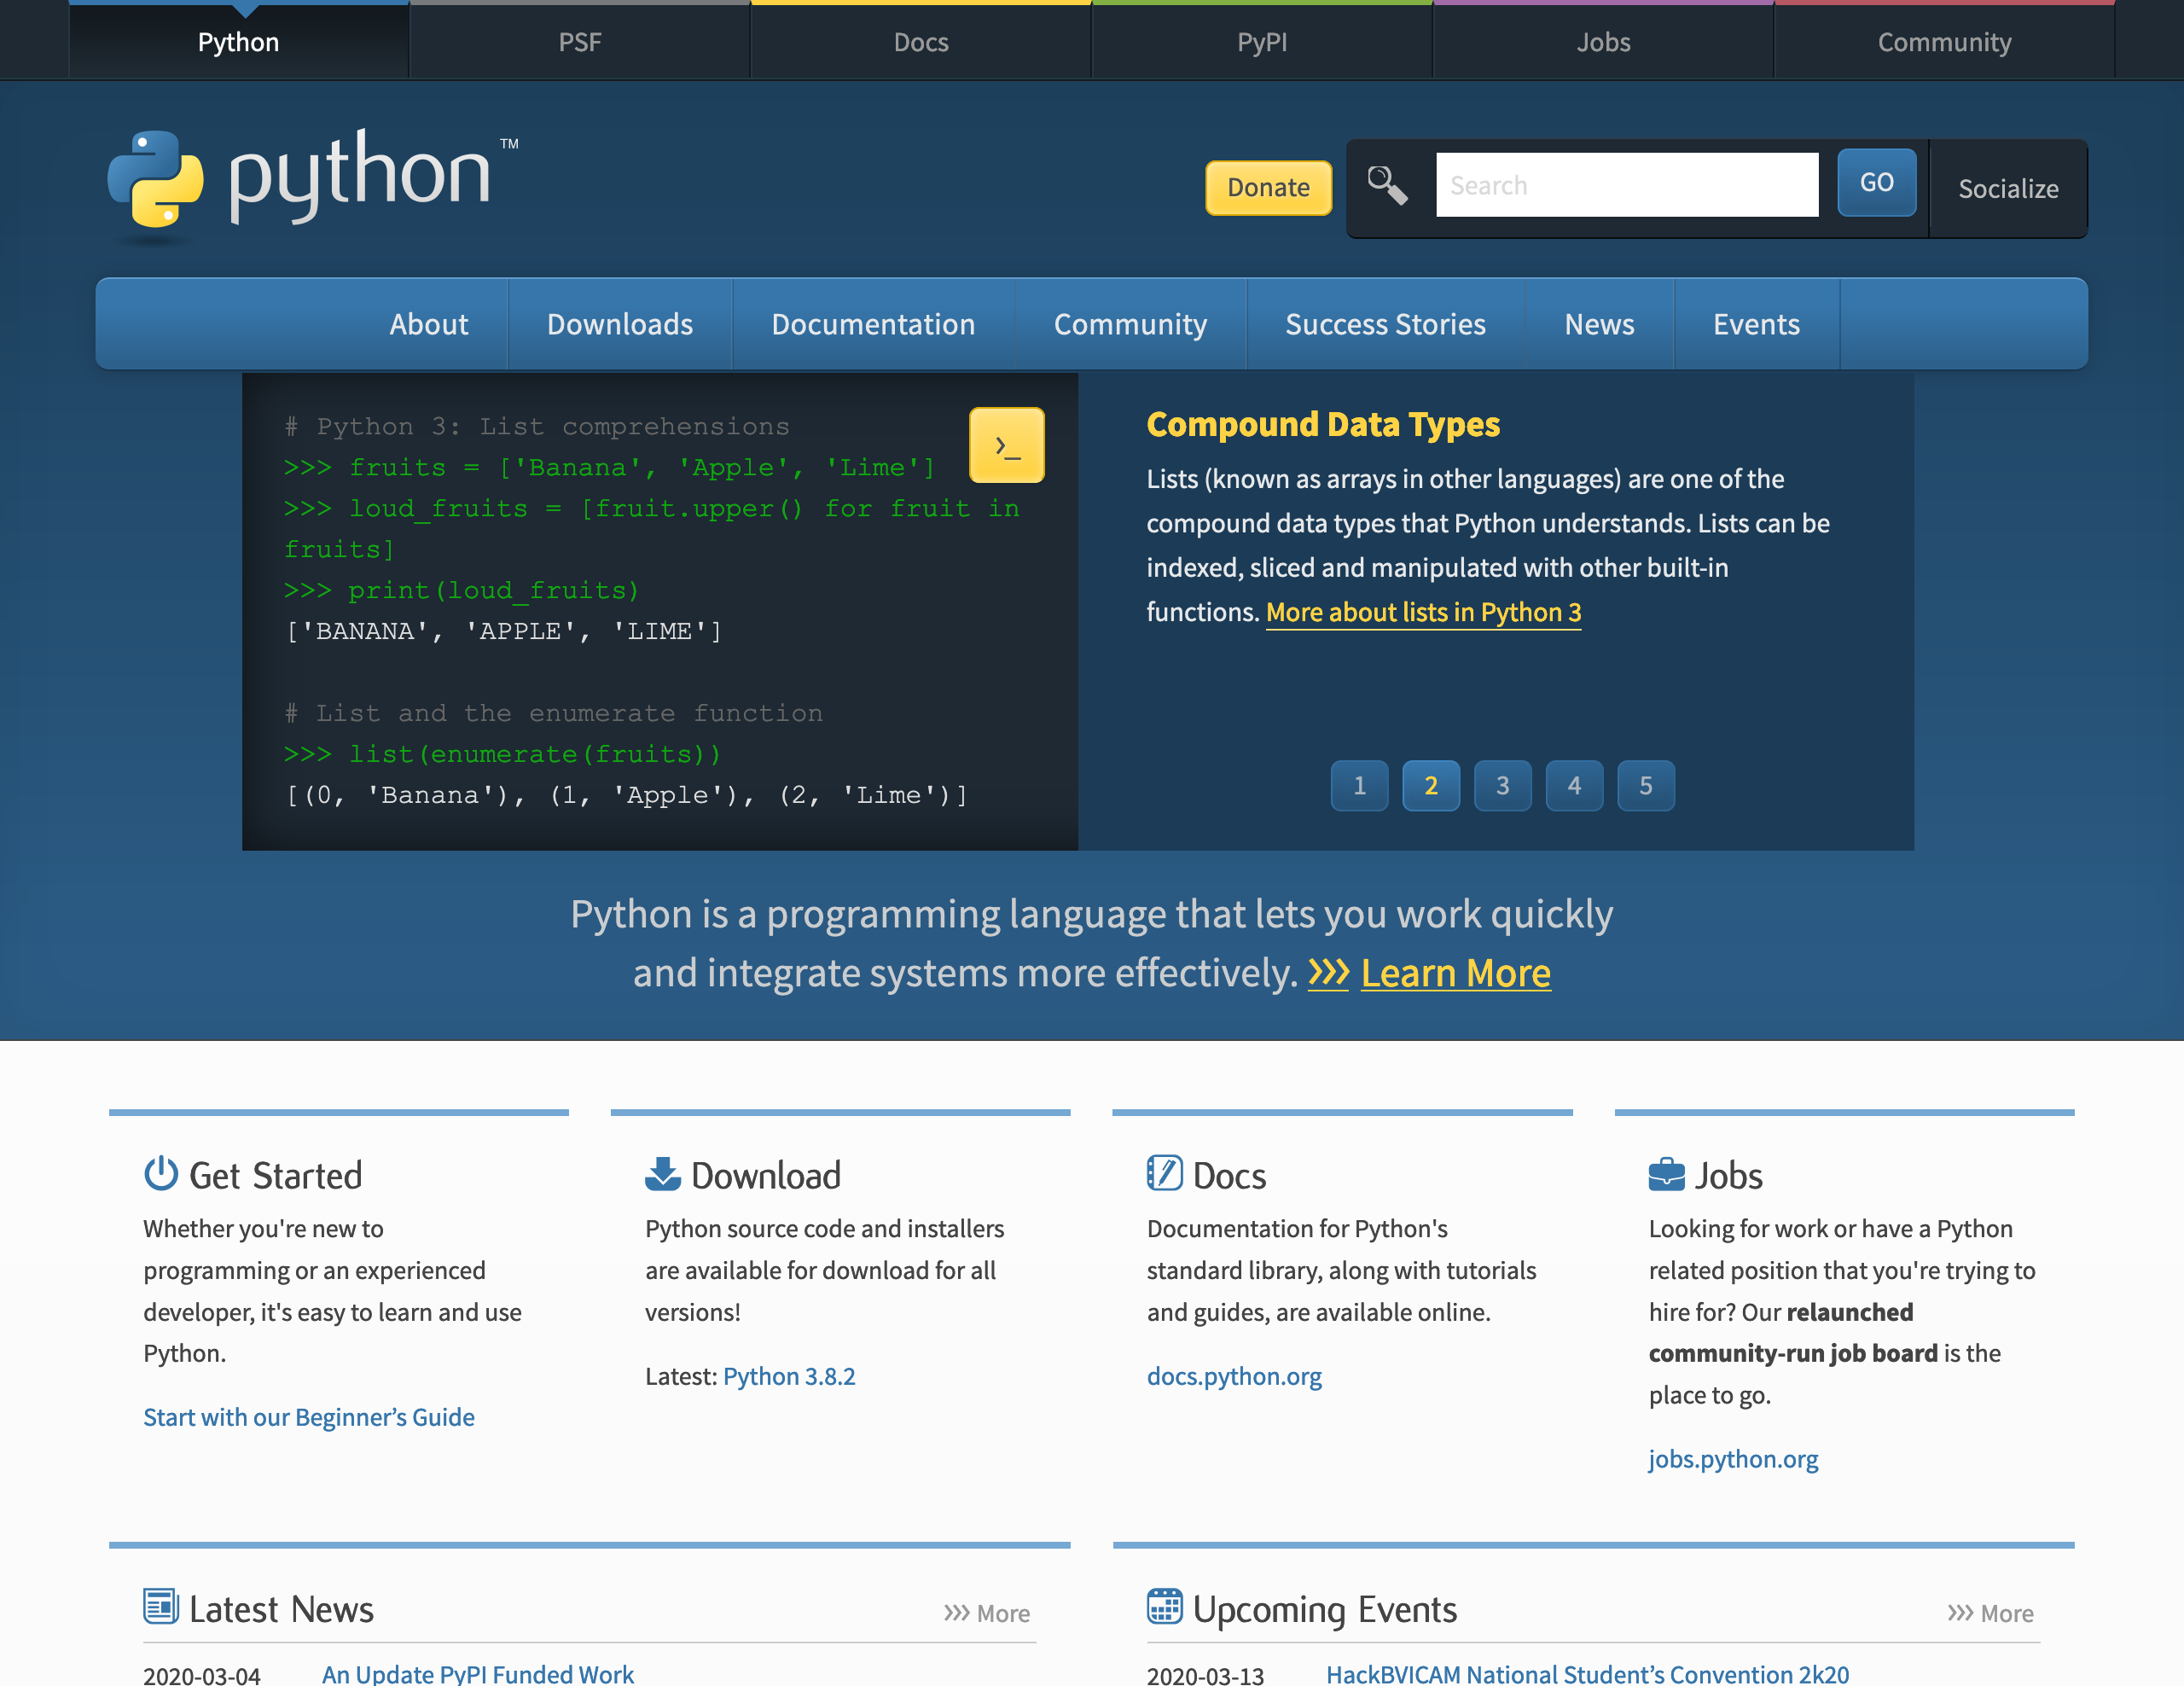 Python
PSF
Docs
PyPI
Jobs
Community
python™
Donate
Search
GO
Socialize
About
Downloads
Documentation
Community
Success Stories
News
Events
# Python 3: List comprehensions
>>> fruits = ['Banana', 'Apple', 'Lime']
>>> loud_fruits = [fruit.upper() for fruit in
fruits]
>>> print(loud_fruits)
['BANANA', 'APPLE', 'LIME']
# List and the enumerate function
>>> list(enumerate(fruits))
[(0, 'Banana'), (1, 'Apple'), (2, 'Lime')]
>_
Compound Data Types
Lists (known as arrays in other languages) are one of the
compound data types that Python understands. Lists can be
indexed, sliced and manipulated with other built-in
functions. More about lists in Python 3
1 2 3 4 5
Python is a programming language that lets you work quickly
and integrate systems more effectively. >>> Learn More
Get Started
Whether you're new to
programming or an experienced
developer, it's easy to learn and use
Python.
Start with our Beginner’s Guide
Download
Python source code and installers
are available for download for all
versions!
Latest: Python 3.8.2
Docs
Documentation for Python's
standard library, along with tutorials
and guides, are available online.
docs.python.org
Jobs
Looking for work or have a Python
related position that you're trying to
hire for? Our relaunched
community-run job board is the
place to go.
jobs.python.org
Latest News
>>> More
2020-03-04 An Update PyPI Funded Work
Upcoming Events
>>> More
2020-03-13 HackBVICAM National Student’s Convention 2k20